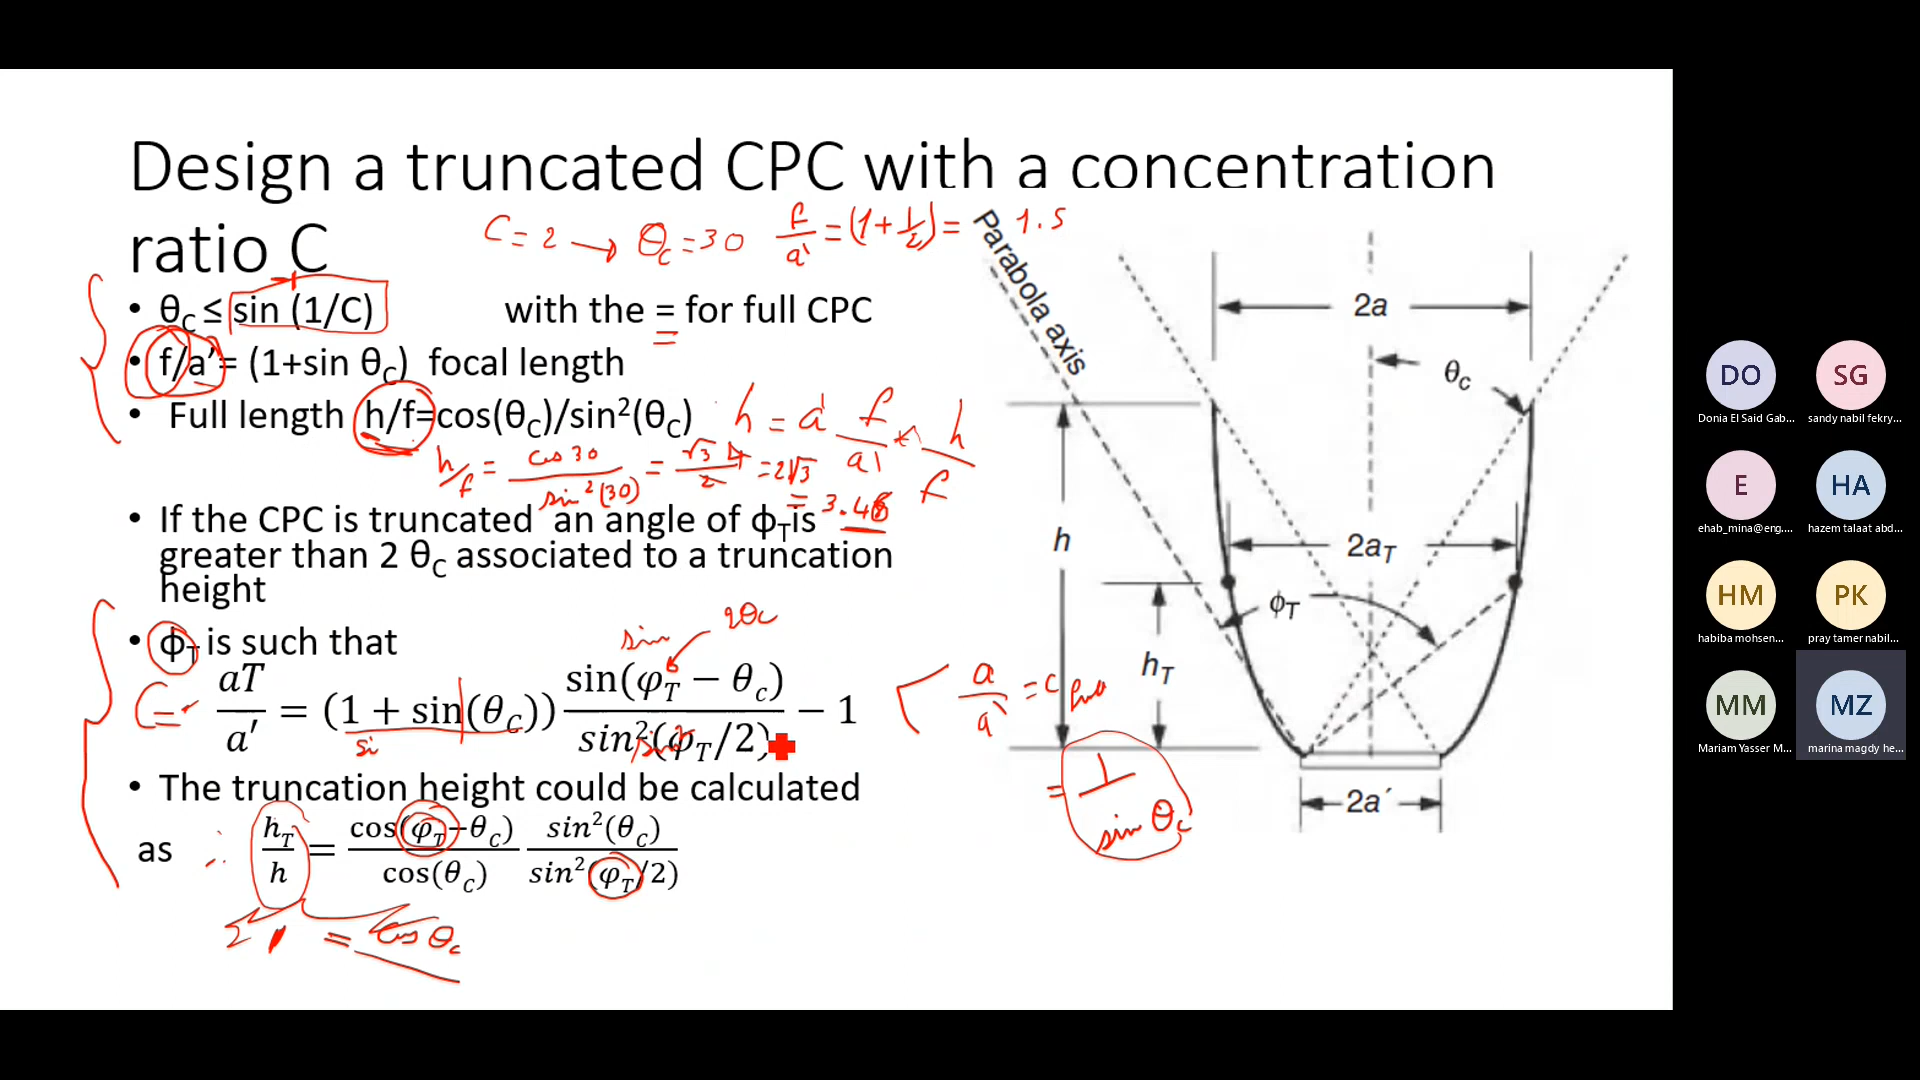 Design a truncated CPC with a concentration
ratio C
C = 2 → θc = 30 f/a' = (1+1/2) = 1.5
• θC ≤ sin (1/C) with the = for full CPC
• f/a'= (1+sin θC) focal length
• Full length h/f=cos(θC)/sin²(θC)
h = a' f/a' * h/f
h/f = cos 30/sin²(30) = √3 4/2 = 2√3
= 3.46
• If the CPC is truncated an angle of ϕT is
greater than 2 θC associated to a truncation
height
• ϕT is such that
sin 2θc
C = aT/a' = (1 + sin(θC)) sin(φT − θc)/sin²(φT/2) − 1
a/a' = C
= 1/sin θc
• The truncation height could be calculated
as hT/h = cos(φT−θC)/cos(θC) sin²(θC)/sin²(φT/2)
= cos θc
Parabola axis
2a
θc
h
2aT
ϕT
hT
2a′
DO
Donia El Said Gab...
SG
sandy nabil fekry...
E
ehab_mina@eng....
HA
hazem talaat abd...
HM
habiba mohsen...
PK
pray tamer nabil...
MM
Mariam Yasser M...
MZ
marina magdy he...